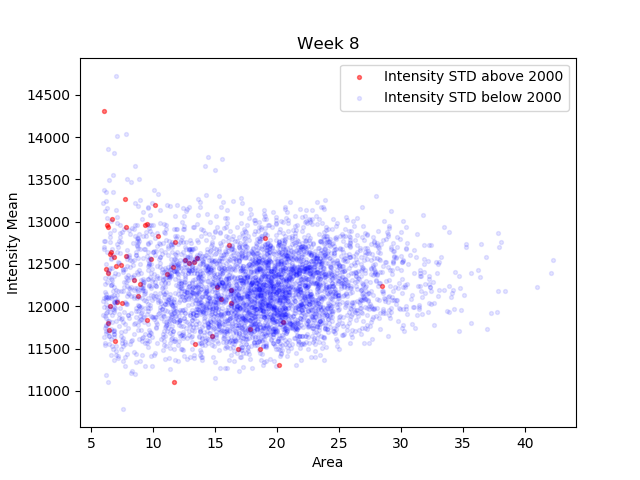 Week 8
Intensity STD above 2000
Intensity STD below 2000
Intensity Mean
14500
14000
13500
13000
12500
12000
11500
11000
5 10 15 20 25 30 35 40
Area